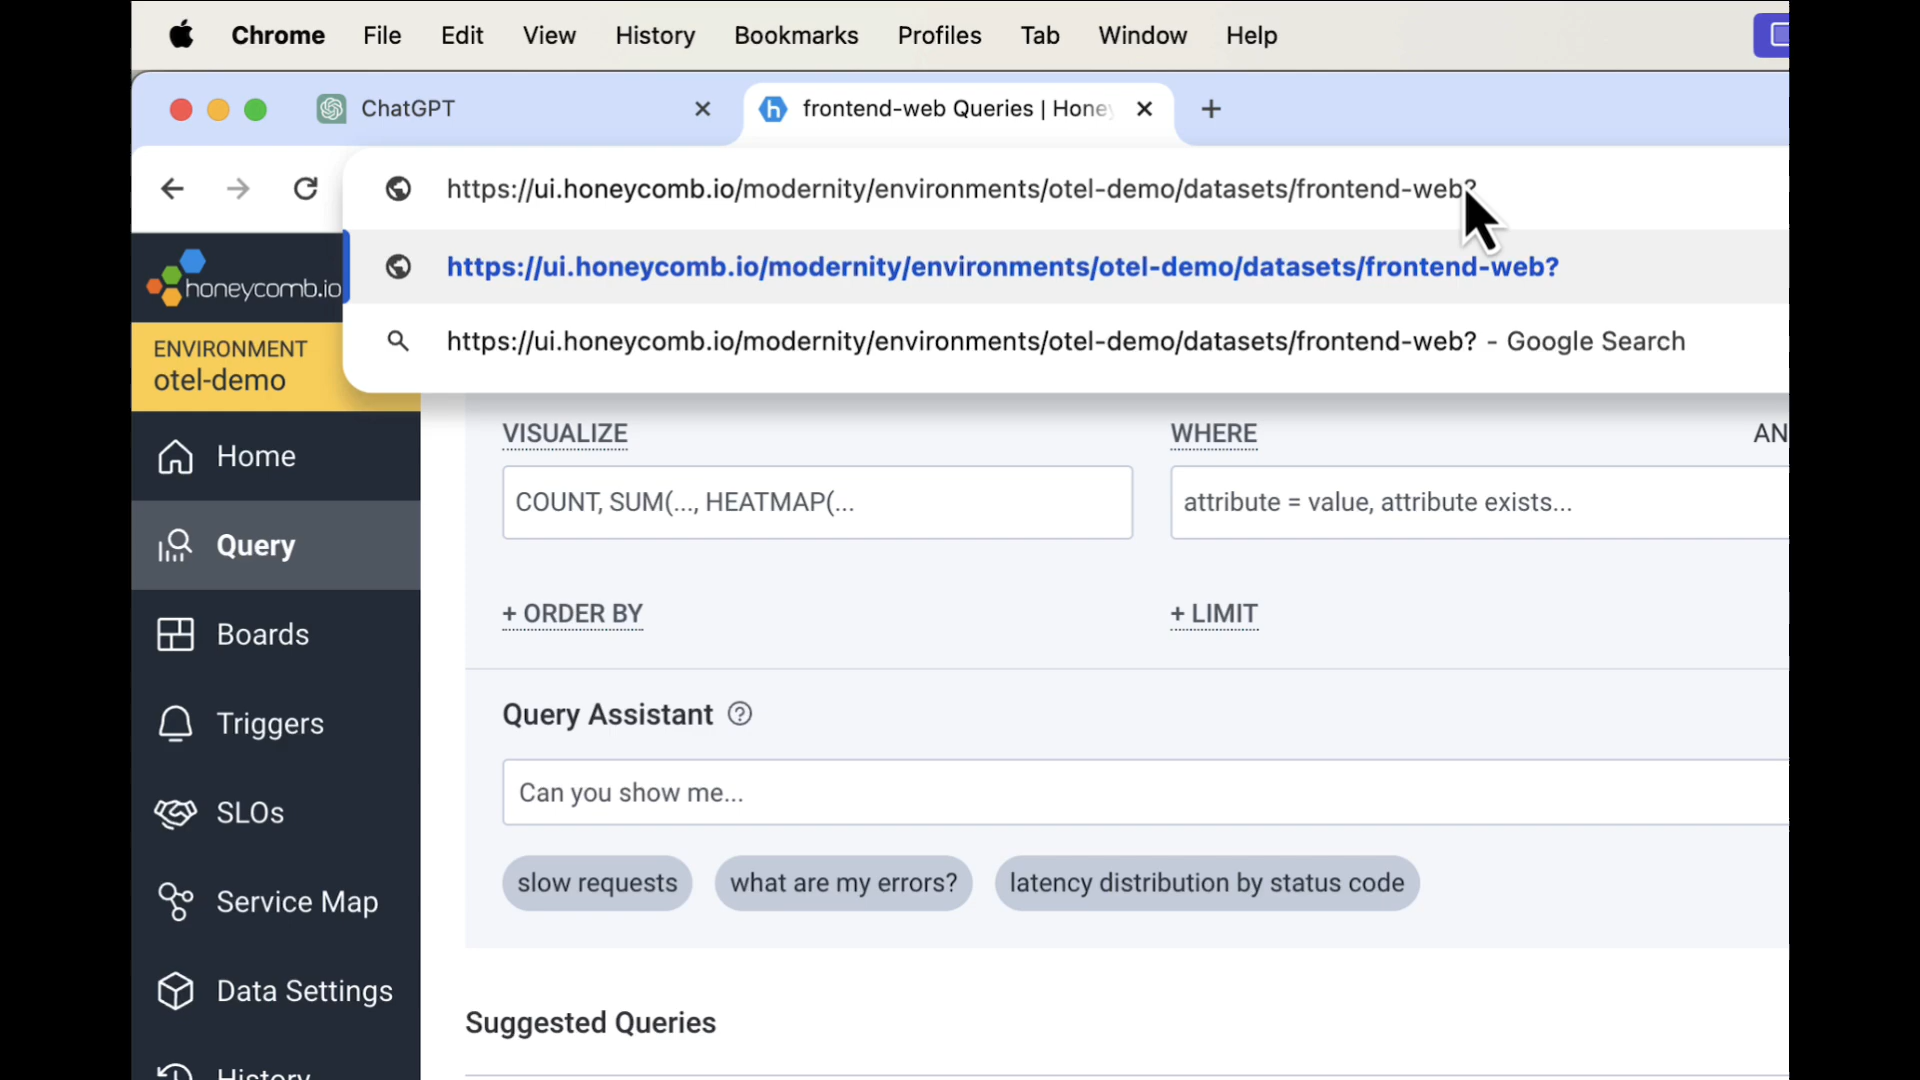 Chrome File Edit View History Bookmarks Profiles Tab Window Help
ChatGPT
frontend-web Queries | Hone
https://ui.honeycomb.io/modernity/environments/otel-demo/datasets/frontend-web?
https://ui.honeycomb.io/modernity/environments/otel-demo/datasets/frontend-web?
https://ui.honeycomb.io/modernity/environments/otel-demo/datasets/frontend-web? - Google Search
honeycomb.io
ENVIRONMENT
otel-demo
Home
Query
Boards
Triggers
SLOs
Service Map
Data Settings
History
VISUALIZE
COUNT, SUM(..., HEATMAP(...
WHERE
AN
attribute = value, attribute exists...
+ ORDER BY
+ LIMIT
Query Assistant
Can you show me...
slow requests
what are my errors?
latency distribution by status code
Suggested Queries